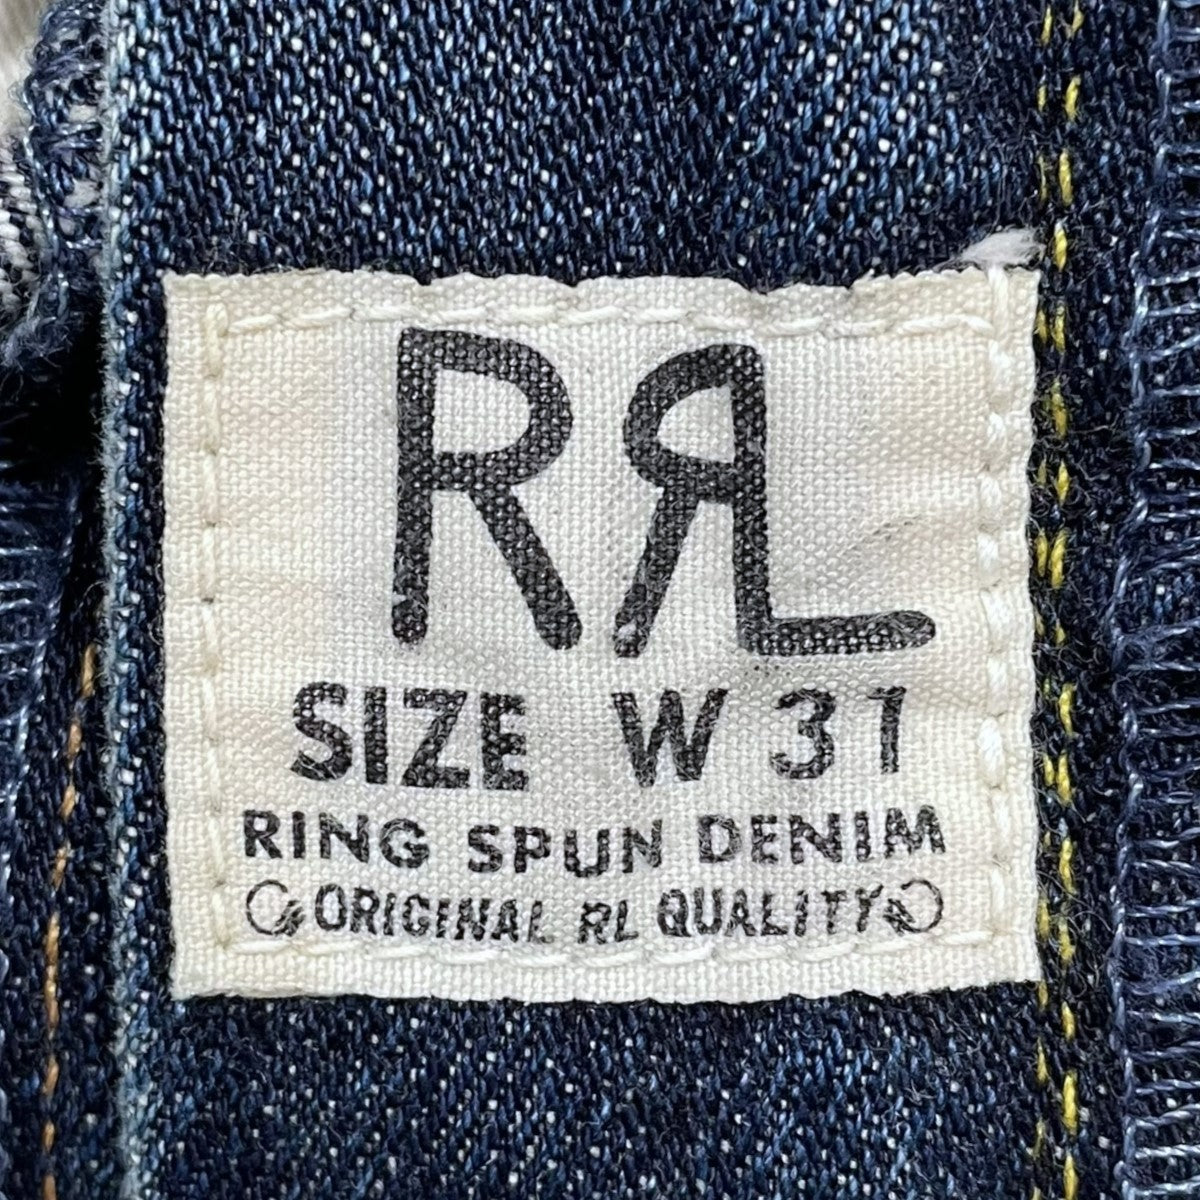 RRL
SIZE W 31
RING SPUN DENIM
ORIGINAL RL QUALITY